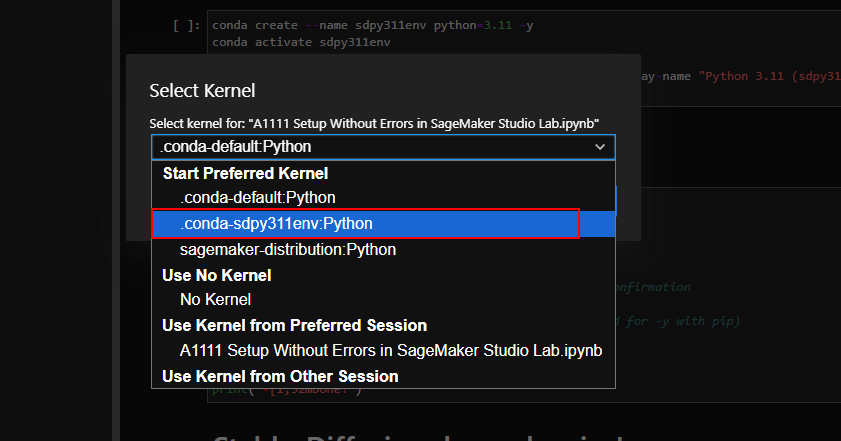 [ ]: conda create --name sdpy311env python=3.11 -y
conda activate sdpy311env
ay-name "Python 3.11 (sdpy31
Select Kernel
Select kernel for: "A1111 Setup Without Errors in SageMaker Studio Lab.ipynb"
.conda-default:Python
Start Preferred Kernel
.conda-default:Python
.conda-sdpy311env:Python
sagemaker-distribution:Python
Use No Kernel
onfirmation
No Kernel
d for -y with pip)
Use Kernel from Preferred Session
A1111 Setup Without Errors in SageMaker Studio Lab.ipynb
Use Kernel from Other Session